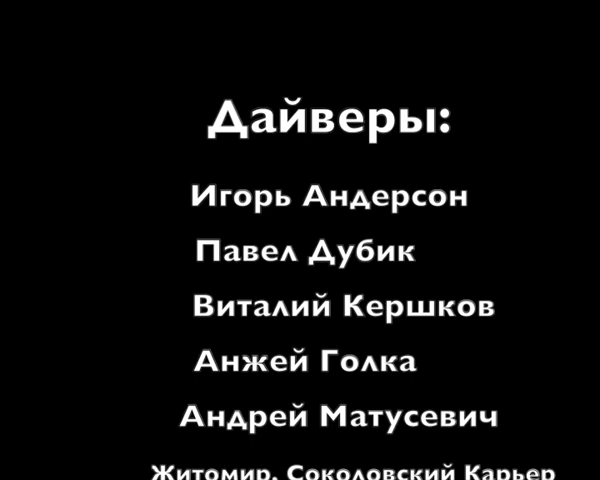 Дайверы:
Игорь Андерсон
Павел Дубик
Виталий Кершков
Анжей Голка
Андрей Матусевич
Житомир, Соколовский Карьер